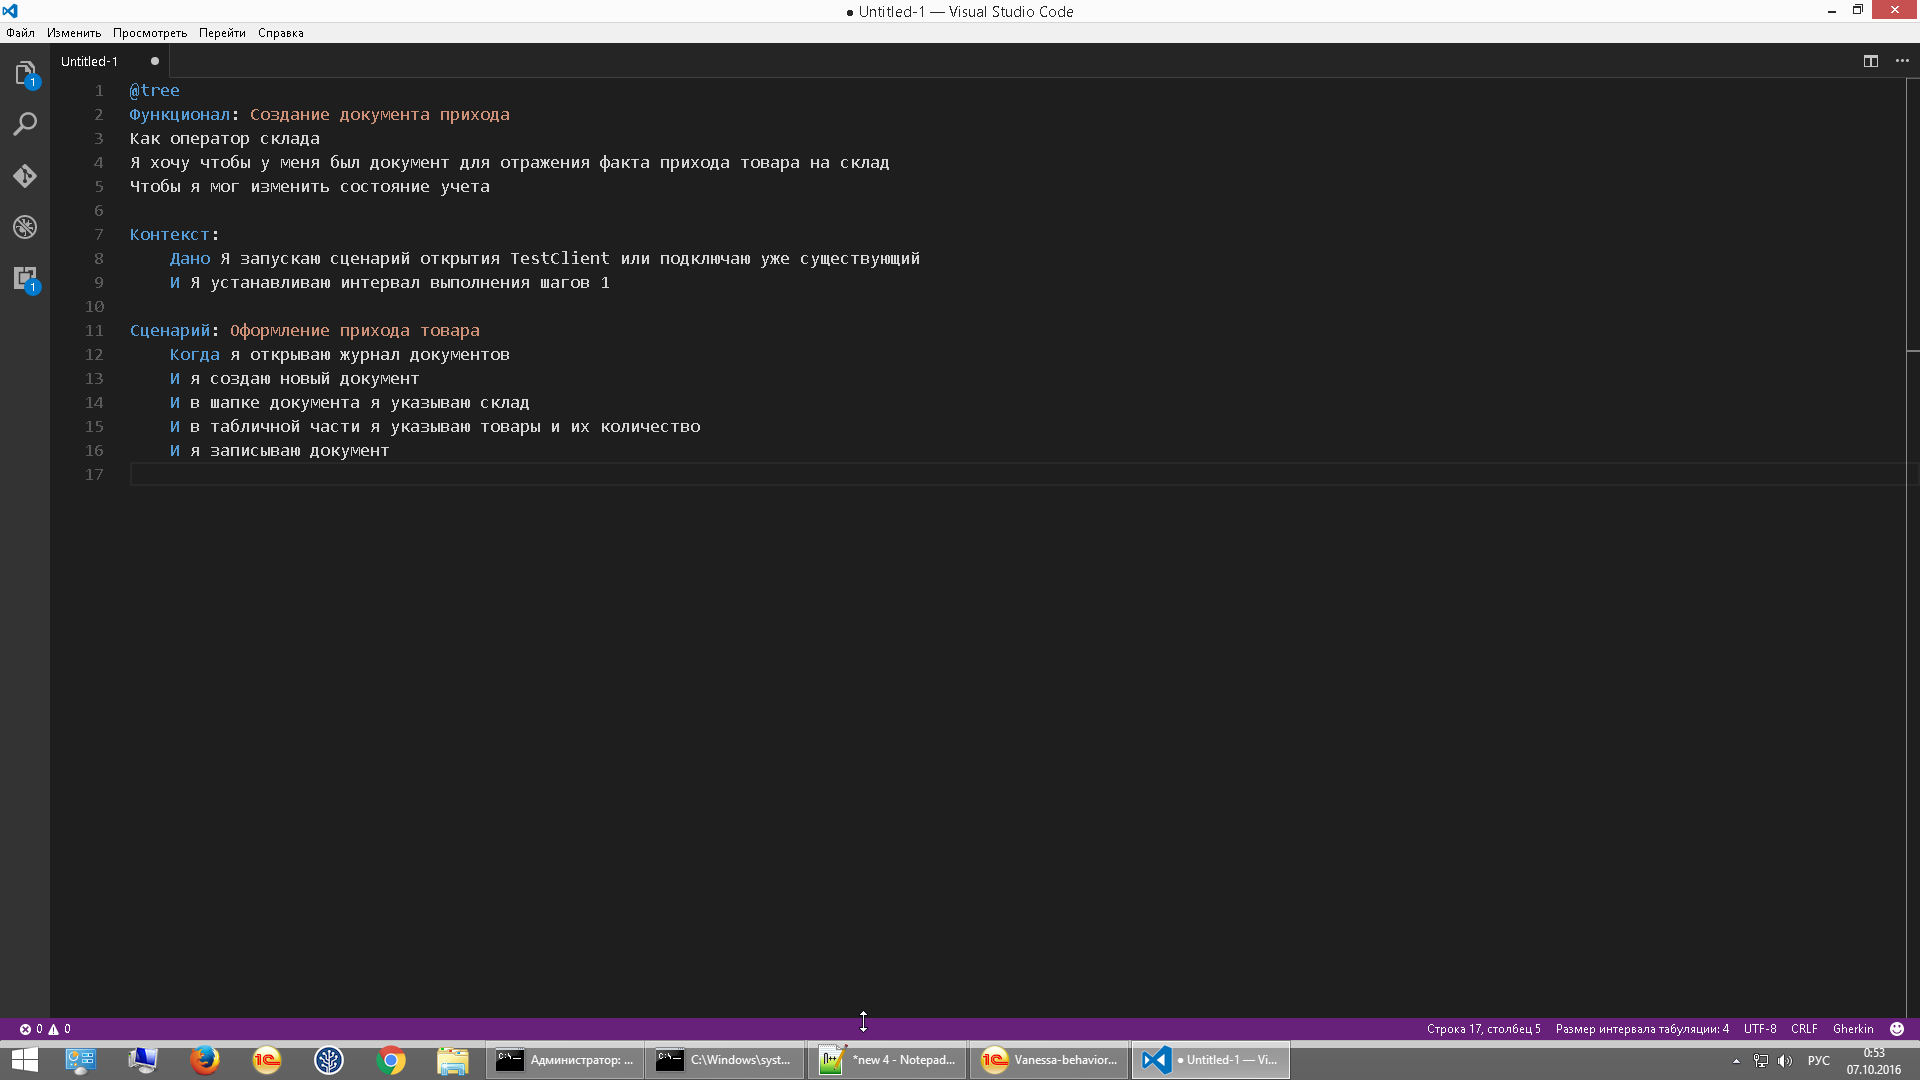 ● Untitled-1 — Visual Studio Code
Файл Изменить Просмотреть Перейти Справка
Untitled-1 ●
1 @tree
2 Функционал: Создание документа прихода
3 Как оператор склада
4 Я хочу чтобы у меня был документ для отражения факта прихода товара на склад
5 Чтобы я мог изменить состояние учета
6
7 Контекст:
8 Дано Я запускаю сценарий открытия TestClient или подключаю уже существующий
9 И Я устанавливаю интервал выполнения шагов 1
10
11 Сценарий: Оформление прихода товара
12 Когда я открываю журнал документов
13 И я создаю новый документ
14 И в шапке документа я указываю склад
15 И в табличной части я указываю товары и их количество
16 И я записываю документ
17
1
1
0 0 Строка 17, столбец 5 Размер интервала табуляции: 4 UTF-8 CRLF Gherkin
Администратор: ... C:\Windows\syst... *new 4 - Notepad... Vanessa-behavior... ● Untitled-1 — Vi... РУС 0:53
07.10.2016